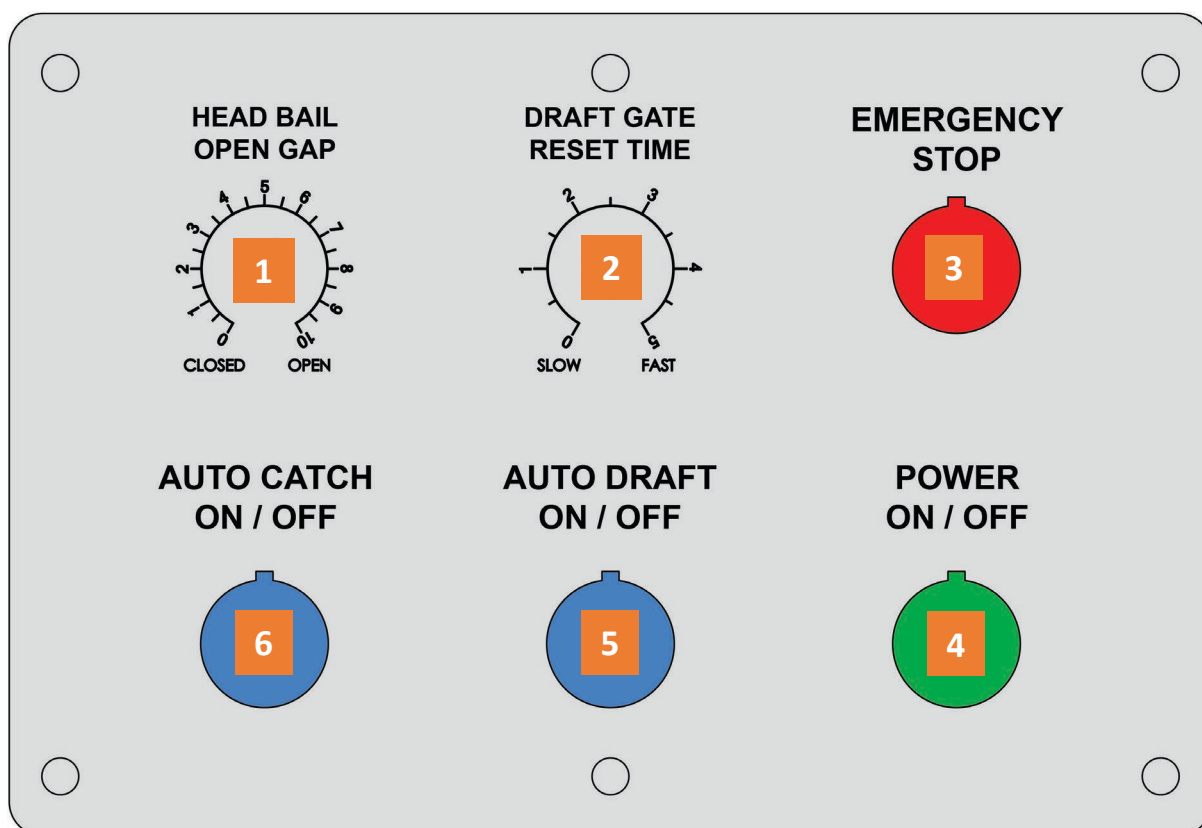 HEAD BAIL
OPEN GAP
0 1 2 3 4 5 6 7 8 9 10
CLOSED OPEN
1
DRAFT GATE
RESET TIME
0 1 2 3 4 5
SLOW FAST
2
EMERGENCY
STOP
3
AUTO CATCH
ON / OFF
6
AUTO DRAFT
ON / OFF
5
POWER
ON / OFF
4